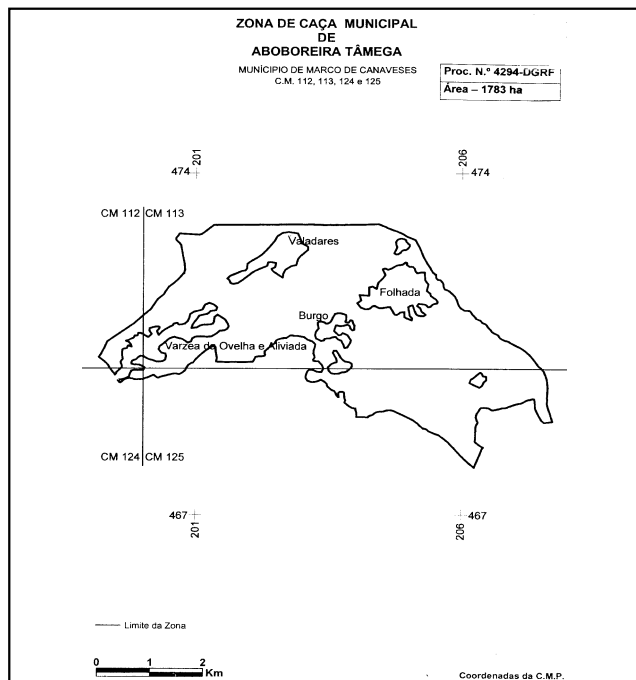 ZONA DE CAÇA MUNICIPAL
DE
ABOBOREIRA TÂMEGA
MUNÍCIPIO DE MARCO DE CANAVESES
C.M. 112, 113, 124 e 125
Proc. N.º 4294-DGRF
Área – 1783 ha
201
206
474
474
CM 112
CM 113
Valadares
Folhada
Burgo
Varzea da Ovelha e Aliviada
CM 124
CM 125
467
467
201
206
Limite da Zona
0 1 2
Km
Coordenadas da C.M.P.